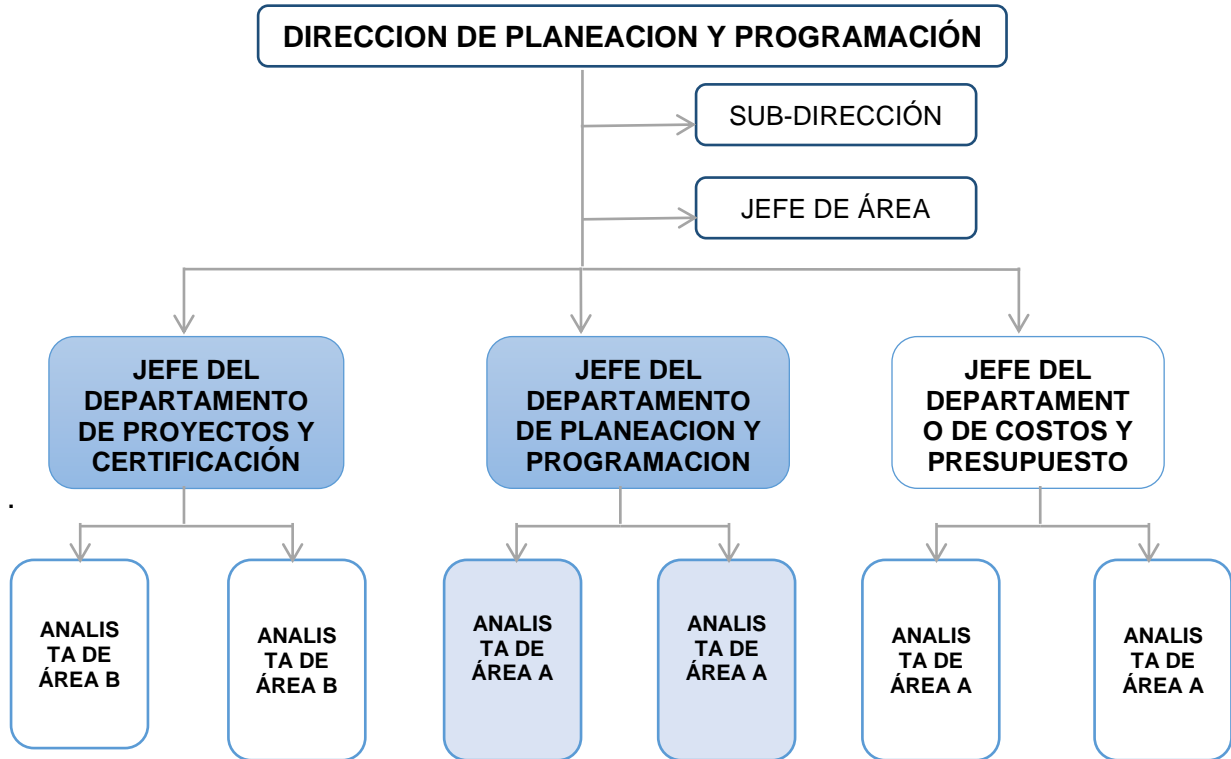 DIRECCION DE PLANEACION Y PROGRAMACIÓN
SUB-DIRECCIÓN
JEFE DE ÁREA
JEFE DEL
DEPARTAMENTO
DE PROYECTOS Y
CERTIFICACIÓN
JEFE DEL
DEPARTAMENTO
DE PLANEACION Y
PROGRAMACION
JEFE DEL
DEPARTAMENT
O DE COSTOS Y
PRESUPUESTO
.
ANALIS
TA DE
ÁREA B
ANALIS
TA DE
ÁREA B
ANALIS
TA DE
ÁREA A
ANALIS
TA DE
ÁREA A
ANALIS
TA DE
ÁREA A
ANALIS
TA DE
ÁREA A